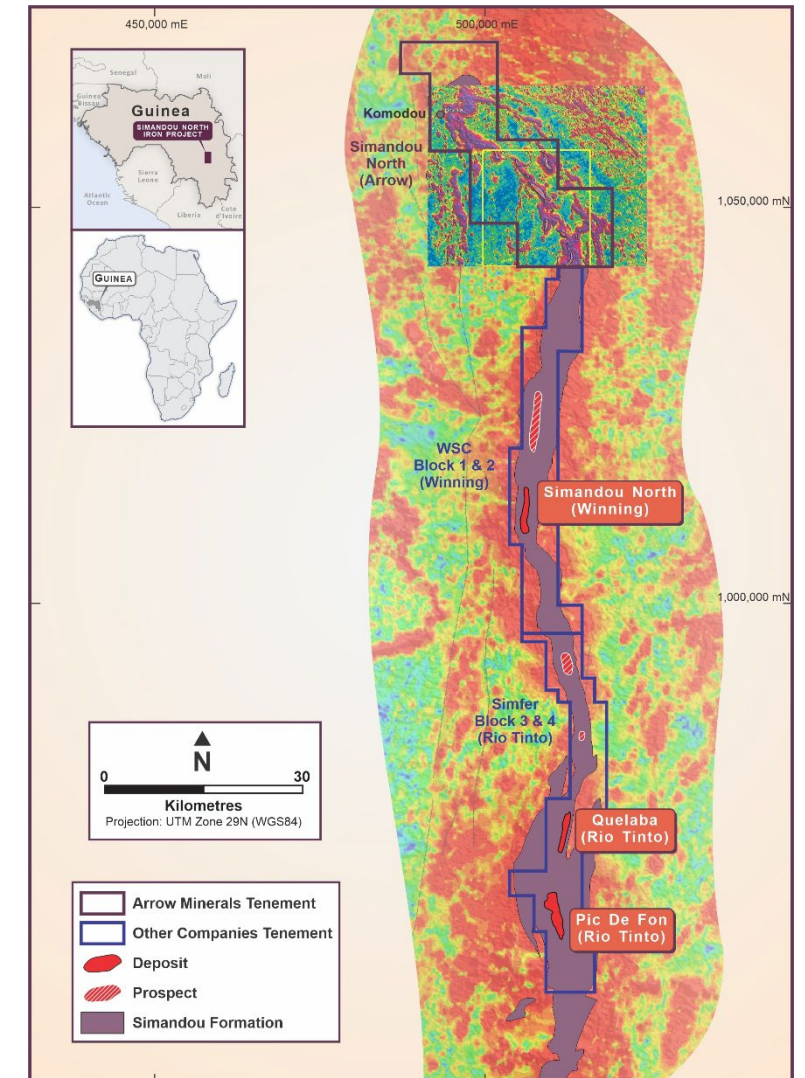 450,000 mE
500,000 mE
Senegal
Mali
Guinea
Bissau
Guinea
SIMANDOU NORTH
IRON PROJECT
Sierra
Leone
Atlantic
Ocean
Liberia
Cote
d'Ivoire
GUINEA
Komodou
Simandou
North
(Arrow)
1,050,000 mN
WSC
Block 1 & 2
(Winning)
Simandou North
(Winning)
1,000,000 mN
Simfer
Block 3 & 4
(Rio Tinto)
N
0 30
Kilometres
Projection: UTM Zone 29N (WGS84)
Quelaba
(Rio Tinto)
Pic De Fon
(Rio Tinto)
Arrow Minerals Tenement
Other Companies Tenement
Deposit
Prospect
Simandou Formation